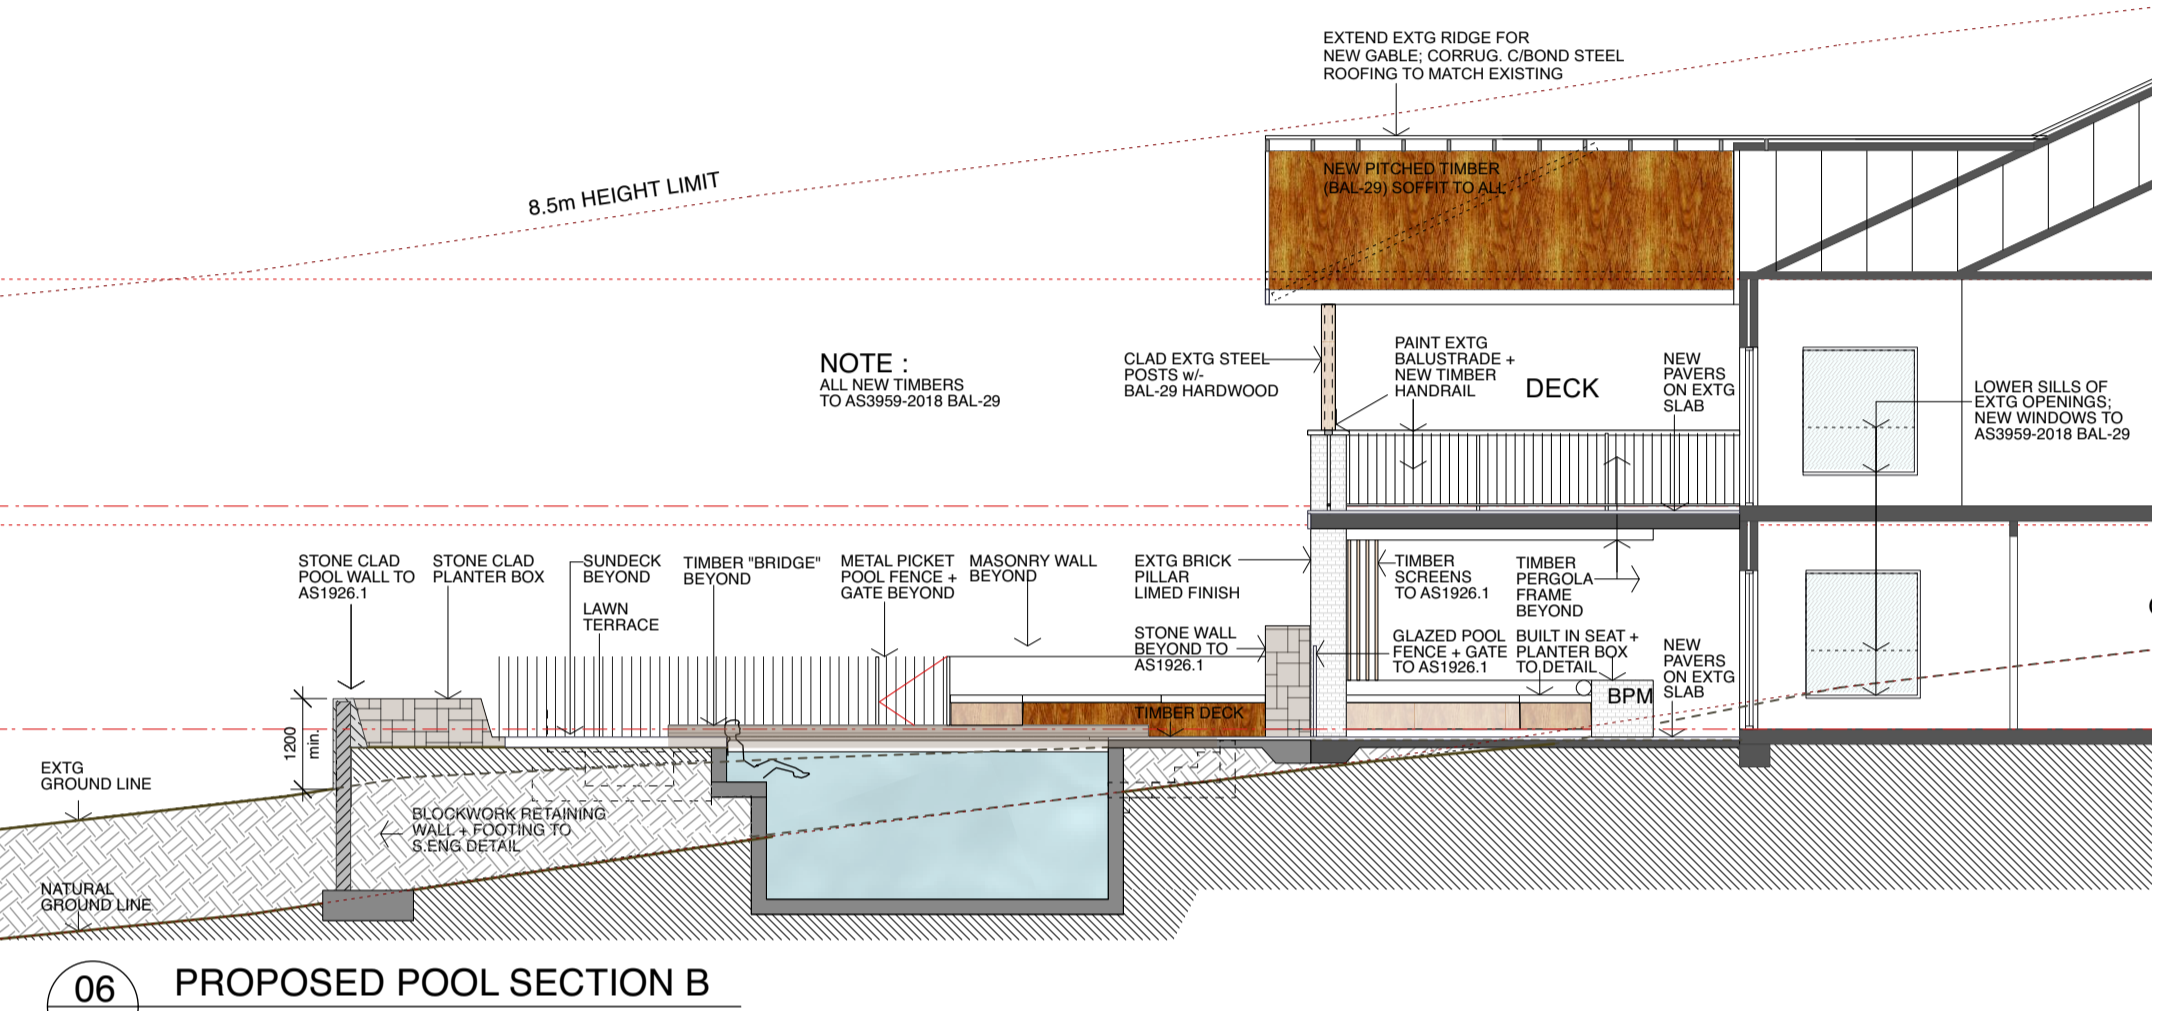 EXTEND EXTG RIDGE FOR
NEW GABLE; CORRUG. C/BOND STEEL
ROOFING TO MATCH EXISTING
8.5m HEIGHT LIMIT
NEW PITCHED TIMBER
(BAL-29) SOFFIT TO ALL
NOTE :
ALL NEW TIMBERS
TO AS3959-2018 BAL-29
CLAD EXTG STEEL
POSTS w/-
BAL-29 HARDWOOD
PAINT EXTG
BALUSTRADE +
NEW TIMBER
HANDRAIL
DECK
NEW
PAVERS
ON EXTG
SLAB
LOWER SILLS OF
EXTG OPENINGS;
NEW WINDOWS TO
AS3959-2018 BAL-29
STONE CLAD
POOL WALL TO
AS1926.1
STONE CLAD
PLANTER BOX
SUNDECK
BEYOND
LAWN
TERRACE
TIMBER "BRIDGE"
BEYOND
METAL PICKET
POOL FENCE +
GATE BEYOND
MASONRY WALL
BEYOND
EXTG BRICK
PILLAR
LIMED FINISH
STONE WALL
BEYOND TO
AS1926.1
TIMBER
SCREENS
TO AS1926.1
GLAZED POOL
FENCE + GATE
TO AS1926.1
TIMBER
PERGOLA
FRAME
BEYOND
BUILT IN SEAT +
PLANTER BOX
TO DETAIL
BPM
NEW
PAVERS
ON EXTG
SLAB
TIMBER DECK
1200
min.
EXTG
GROUND LINE
BLOCKWORK RETAINING
WALL + FOOTING TO
S.ENG DETAIL
NATURAL
GROUND LINE
06
PROPOSED POOL SECTION B